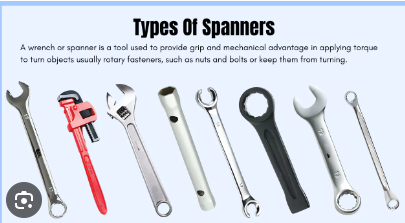 Types Of Spanners
A wrench or spanner is a tool used to provide grip and mechanical advantage in applying torque
to turn objects usually rotary fasteners, such as nuts and bolts or keep them from turning.